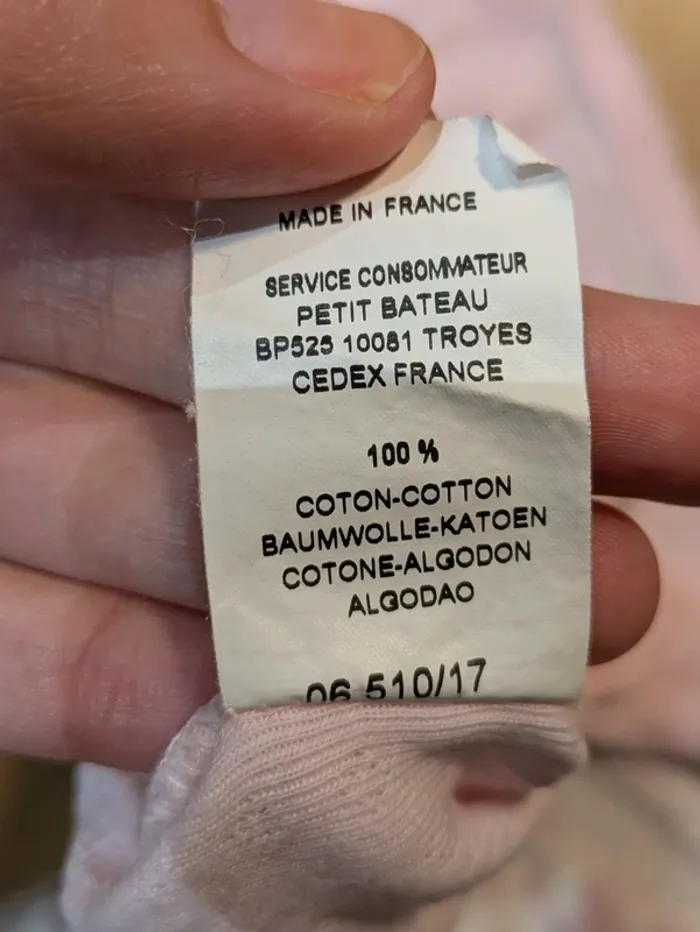 MADE IN FRANCE
SERVICE CONSOMMATEUR
PETIT BATEAU
BP525 10081 TROYES
CEDEX FRANCE
100 %
COTON-COTTON
BAUMWOLLE-KATOEN
COTONE-ALGODON
ALGODAO
06 510/17